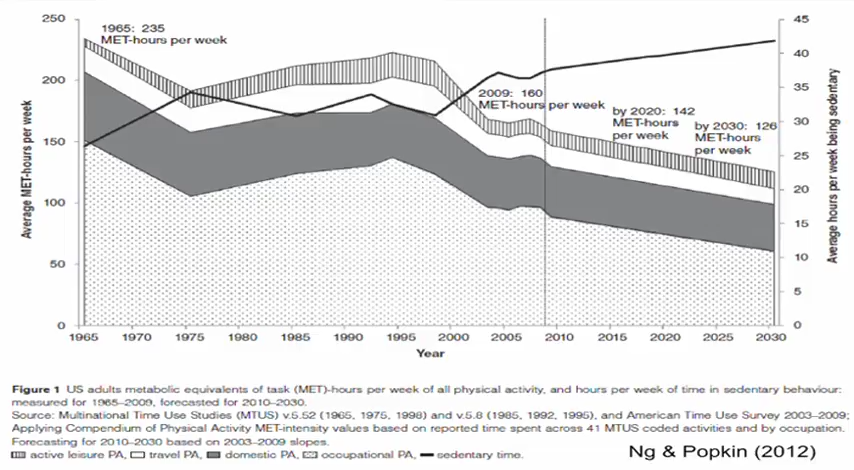 250
200
150
100
50
0
Average MET-hours per week
1965: 235
MET-hours per week
2009: 160
MET-hours per week
by 2020: 142
MET-hours
per week
by 2030: 126
MET-hours
per week
45
40
35
30
25
20
15
10
5
0
Average hours per week being sedentary
1965 1970 1975 1980 1985 1990 1995 2000 2005 2010 2015 2020 2025 2030
Year
Figure 1 US adults metabolic equivalents of task (MET)-hours per week of all physical activity, and hours per week of time in sedentary behaviour:
measured for 1965–2009, forecasted for 2010–2030.
Source: Multinational Time Use Studies (MTUS) v.5.52 (1965, 1975, 1998) and v.5.8 (1985, 1992, 1995), and American Time Use Survey 2003–2009;
Applying Compendium of Physical Activity MET-intensity values based on reported time spent across 41 MTUS coded activities and by occupation.
Forecasting for 2010–2030 based on 2003–2009 slopes.
active leisure PA, travel PA, domestic PA, occupational PA, sedentary time.
Ng & Popkin (2012)